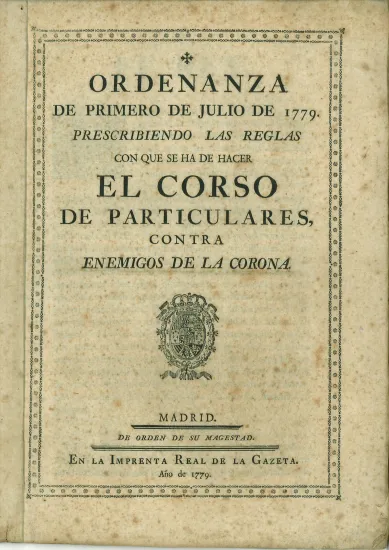 ORDENANZA
DE PRIMERO DE JULIO DE 1779.
PRESCRIBIENDO LAS REGLAS
CON QUE SE HA DE HACER
EL CORSO
DE PARTICULARES,
CONTRA
ENEMIGOS DE LA CORONA.
MADRID.
DE ORDEN DE SU MAGESTAD.
EN LA IMPRENTA REAL DE LA GAZETA.
Año de 1779.